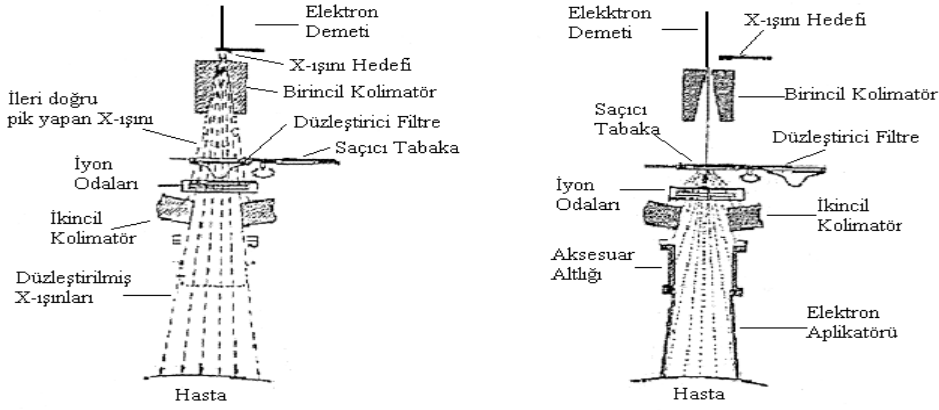 Elektron
Demeti
X-ışını Hedefi
Birincil Kolimatör
İleri doğru
pik yapan X-ışını
Düzleştirici Filtre
Saçıcı Tabaka
İyon
Odaları
İkincil
Kolimatör
Düzleştirilmiş
X-ışınları
Hasta
Elekktron
Demeti
X-ışını Hedefi
Birincil Kolimatör
Saçıcı
Tabaka
Düzleştirici Filtre
İyon
Odaları
İkincil
Kolimatör
Aksesuar
Altlığı
Elektron
Aplikatörü
Hasta